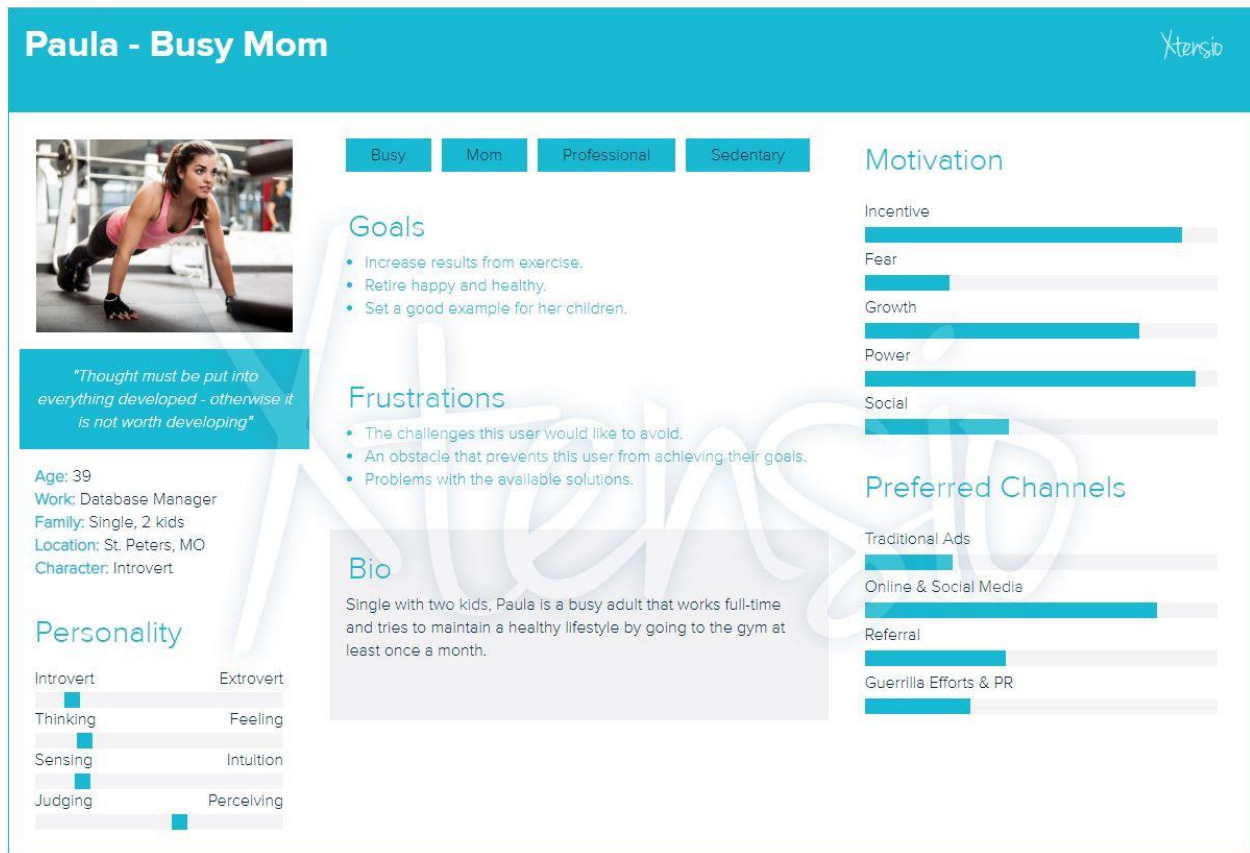 Paula - Busy Mom
Xtensio
"Thought must be put into
everything developed - otherwise it
is not worth developing"
Age: 39
Work: Database Manager
Family: Single, 2 kids
Location: St. Peters, MO
Character: Introvert
Personality
Introvert Extrovert
Thinking Feeling
Sensing Intuition
Judging Perceiving
Busy Mom Professional Sedentary
Goals
• Increase results from exercise.
• Retire happy and healthy.
• Set a good example for her children.
Frustrations
• The challenges this user would like to avoid.
• An obstacle that prevents this user from achieving their goals.
• Problems with the available solutions.
Bio
Single with two kids, Paula is a busy adult that works full-time
and tries to maintain a healthy lifestyle by going to the gym at
least once a month.
Motivation
Incentive
Fear
Growth
Power
Social
Preferred Channels
Traditional Ads
Online & Social Media
Referral
Guerrilla Efforts & PR
Xtensio